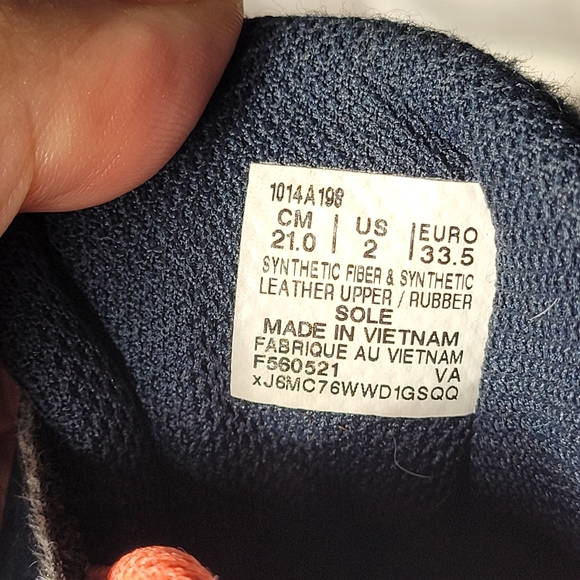 1014A198
CM | US | EURO
21.0 | 2 | 33.5
SYNTHETIC FIBER & SYNTHETIC
LEATHER UPPER / RUBBER
SOLE
MADE IN VIETNAM
FABRIQUE AU VIETNAM
F560521 VA
xJ6MC76WWD1GSQQ